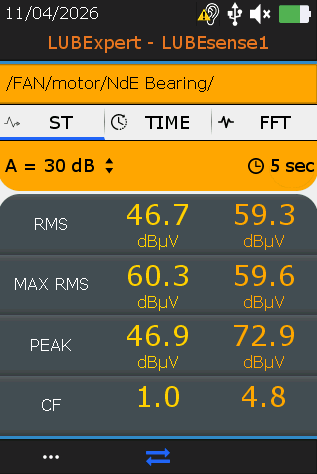 11/04/2026
LUBExpert - LUBEsense1
/FAN/motor/NdE Bearing/
ST TIME FFT
A = 30 dB 5 sec
RMS 46.7 dBµV 59.3 dBµV
MAX RMS 60.3 dBµV 59.6 dBµV
PEAK 46.9 dBµV 72.9 dBµV
CF 1.0 4.8
...